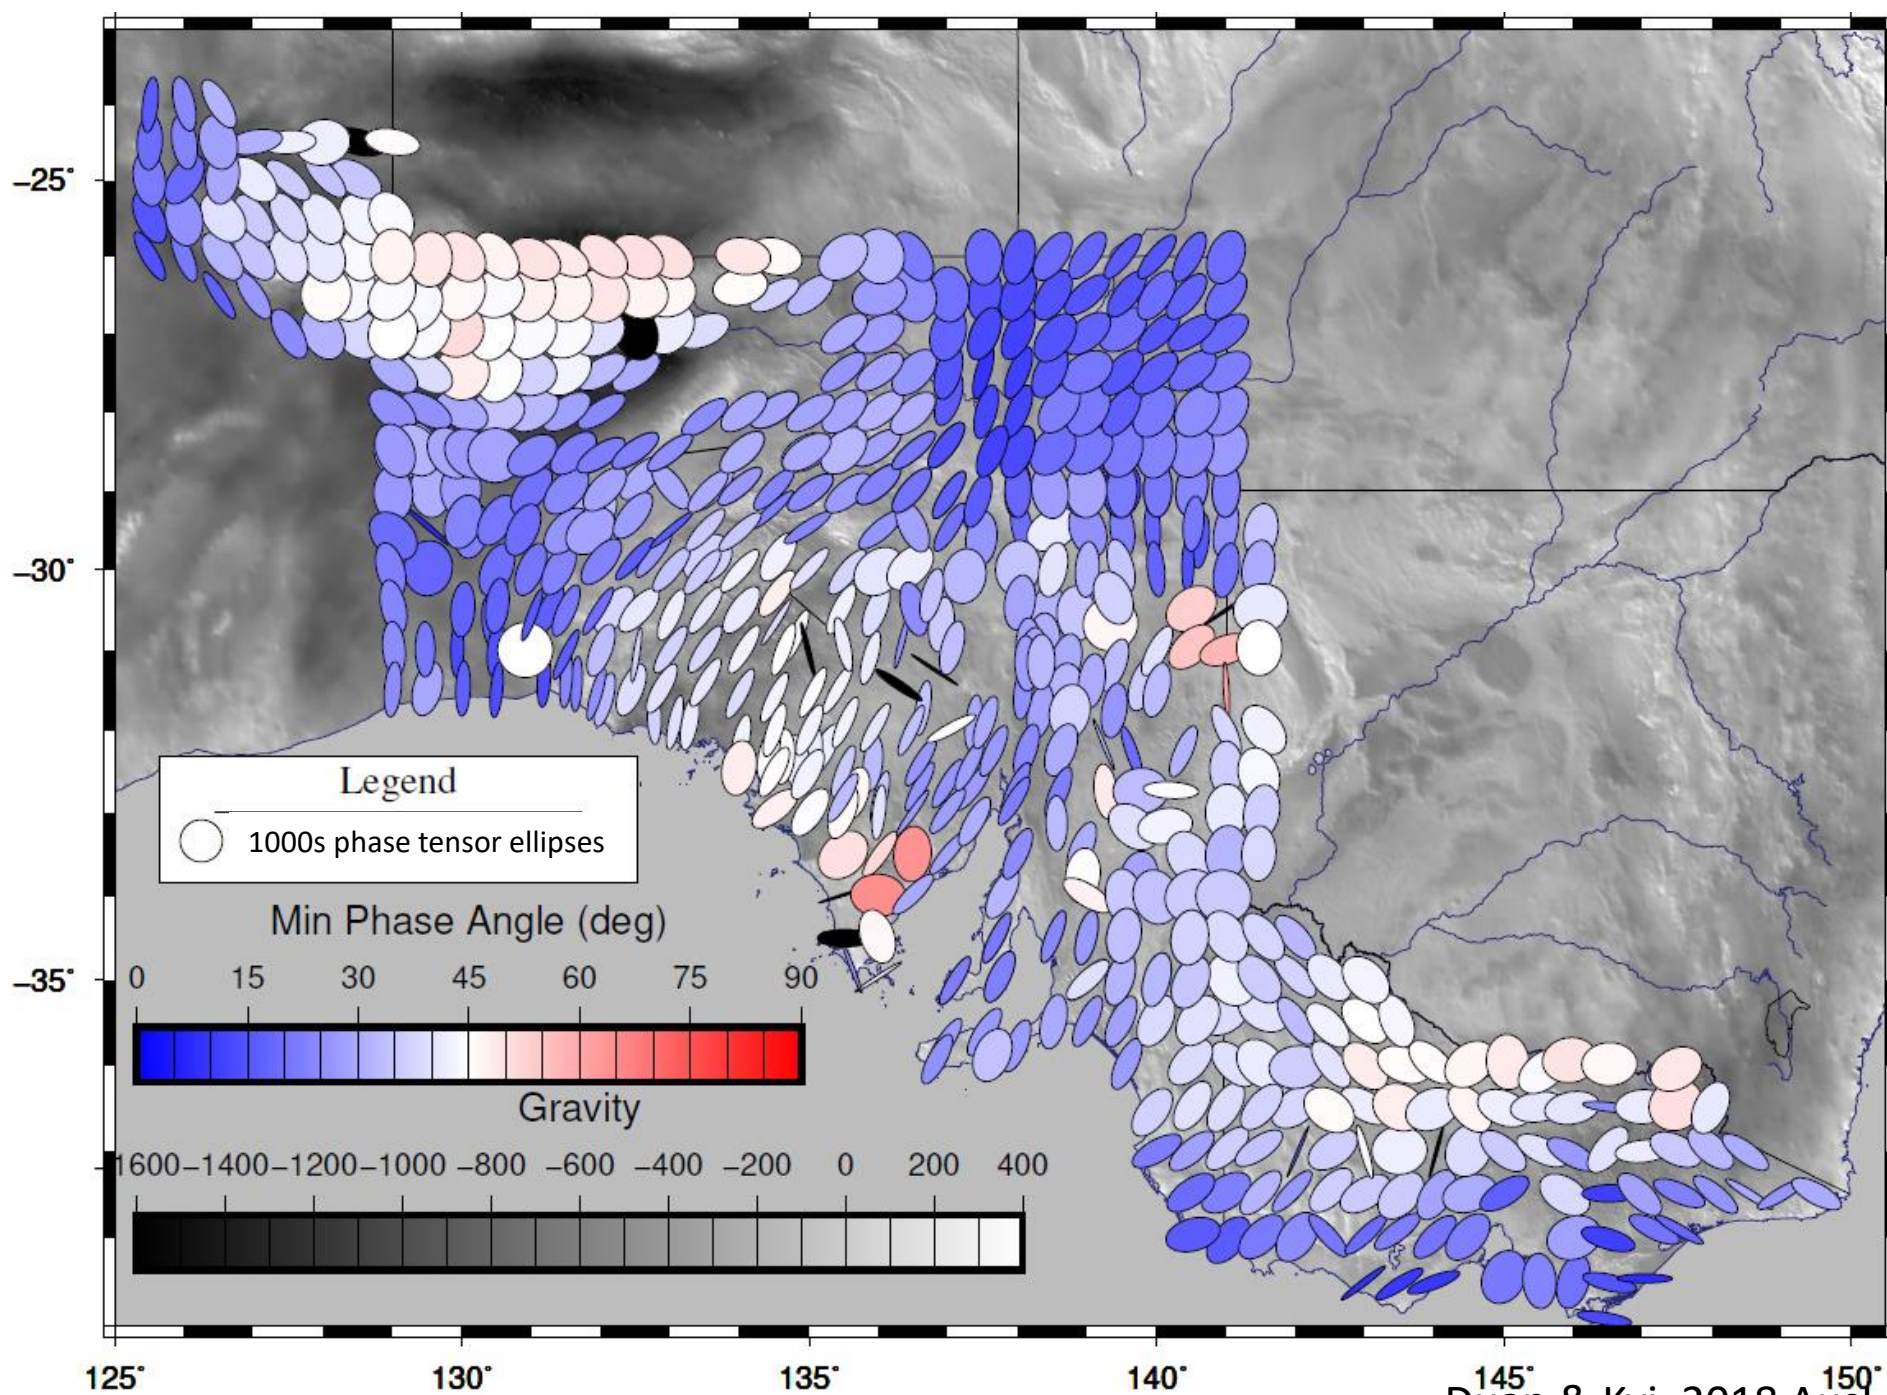 −25°
−30°
Legend
1000s phase tensor ellipses
Min Phase Angle (deg)
−35°
0 15 30 45 60 75 90
Gravity
−1600−1400−1200−1000 −800 −600 −400 −200 0 200 400
125° 130° 135° 140° 145° 150°